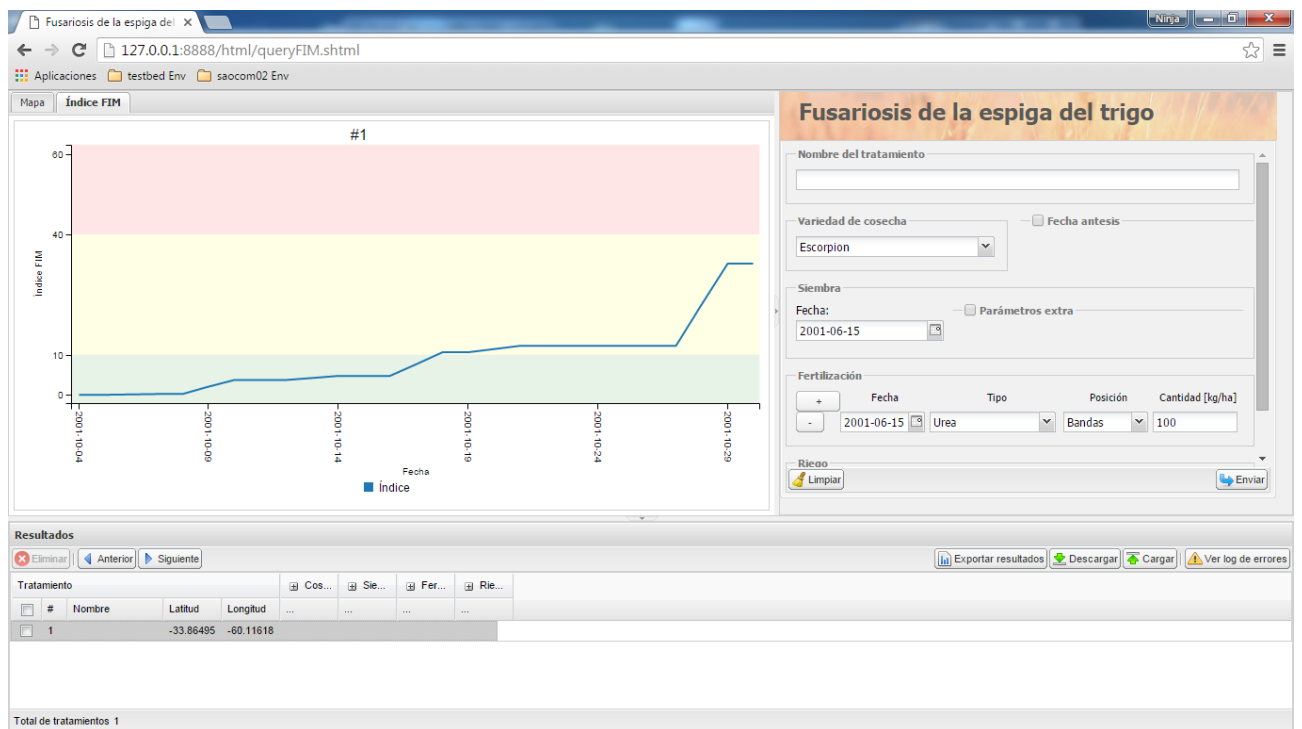 Fusariosis de la espiga del
Ninja
127.0.0.1:8888/html/queryFIM.shtml
Aplicaciones testbed Env saocom02 Env
Mapa Índice FIM
#1
60
40
10
0
Índice FIM
2001-10-04
2001-10-09
2001-10-14
2001-10-19
2001-10-24
2001-10-29
Fecha
Índice
Fusariosis de la espiga del trigo
Nombre del tratamiento
Variedad de cosecha Fecha antesis
Escorpion
Siembra
Fecha: Parámetros extra
2001-06-15
Fertilización
+ Fecha Tipo Posición Cantidad [kg/ha]
- 2001-06-15 Urea Bandas 100
Riego
Limpiar Enviar
Resultados
Eliminar Anterior Siguiente Exportar resultados Descargar Cargar Ver log de errores
Tratamiento Cos... Sie... Fer... Rie...
# Nombre Latitud Longitud ... ... ... ...
1 -33.86495 -60.11618
Total de tratamientos 1